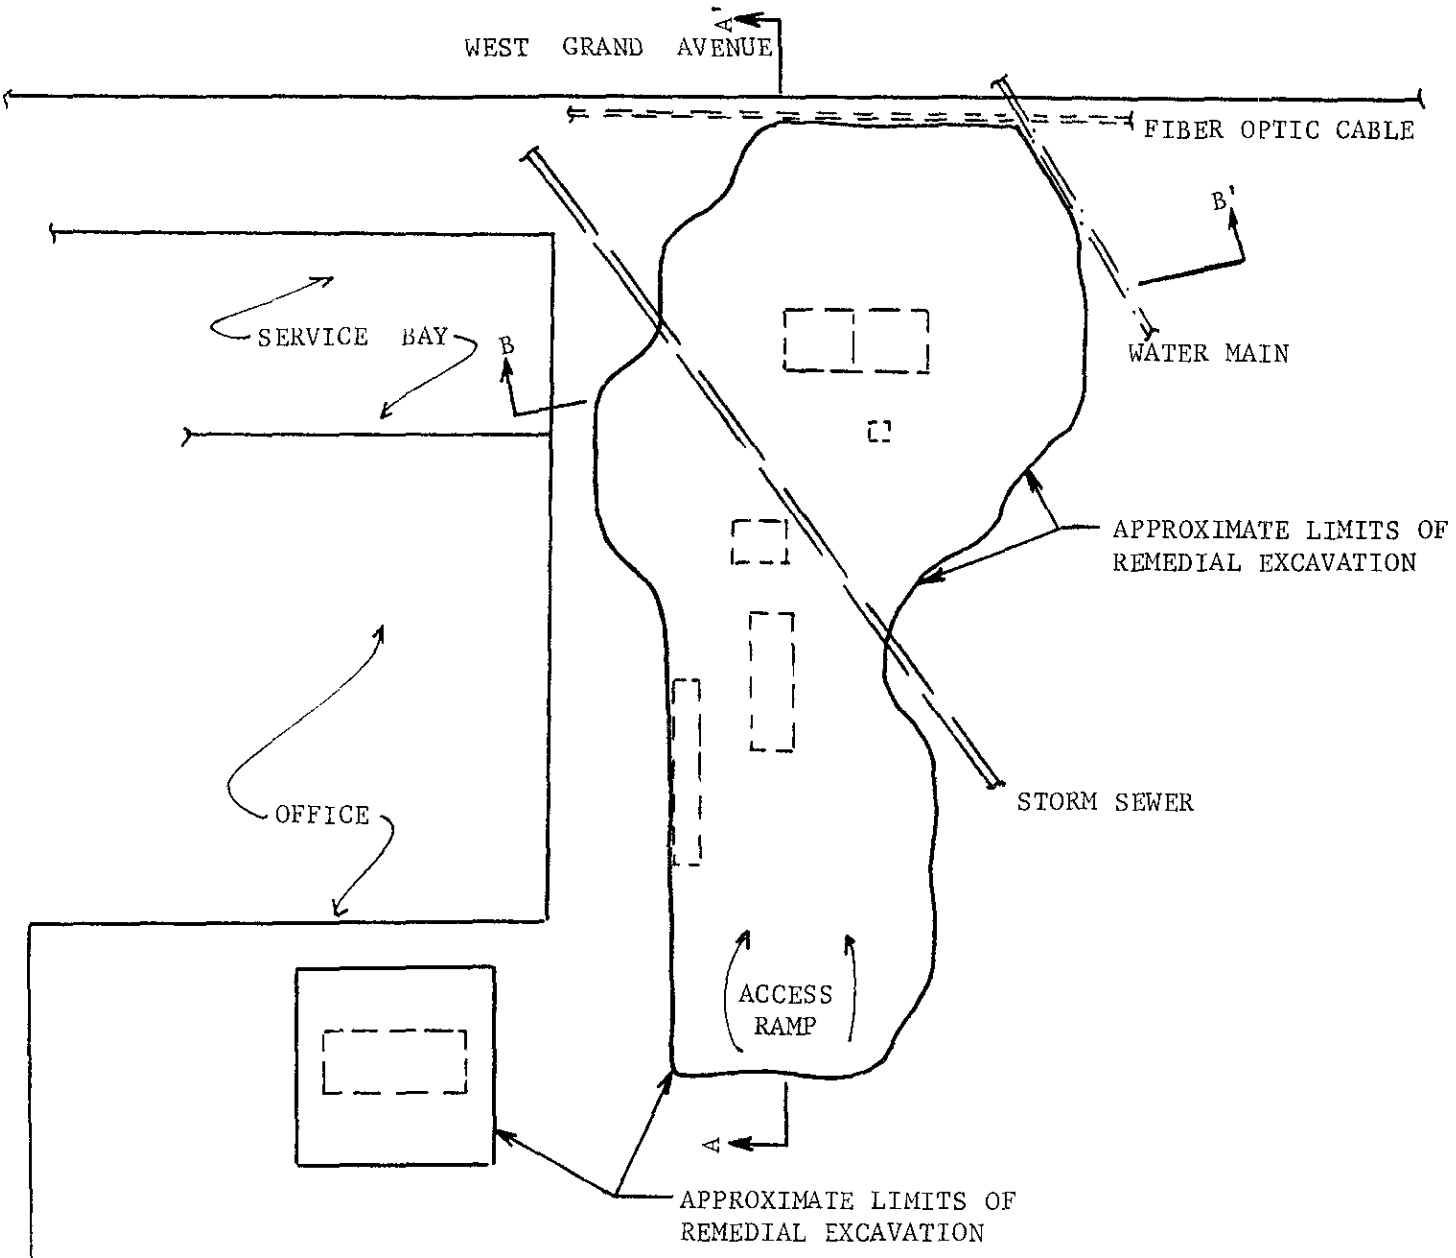 A'
WEST GRAND AVENUE
FIBER OPTIC CABLE
B'
SERVICE BAY
B
WATER MAIN
APPROXIMATE LIMITS OF
REMEDIAL EXCAVATION
STORM SEWER
OFFICE
ACCESS
RAMP
A
APPROXIMATE LIMITS OF
REMEDIAL EXCAVATION